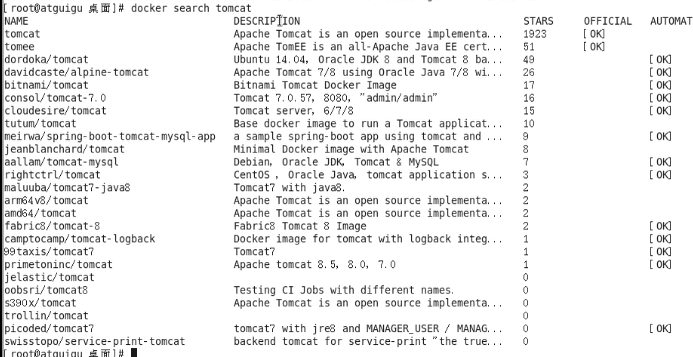 [root@atguigu 桌面]# docker search tomcat
NAME DESCRIPTION STARS OFFICIAL AUTOMAT
tomcat Apache Tomcat is an open source implementa... 1923 [OK]
tomee Apache TomEE is an all-Apache Java EE cert... 51 [OK]
dordoka/tomcat Ubuntu 14.04, Oracle JDK 8 and Tomcat 8 ba... 49 [OK]
davidcaste/alpine-tomcat Apache Tomcat 7/8 using Oracle Java 7/8 wi... 26 [OK]
bitnami/tomcat Bitnami Tomcat Docker Image 17 [OK]
consol/tomcat-7.0 Tomcat 7.0.57, 8080, "admin/admin" 16 [OK]
cloudesire/tomcat Tomcat server, 6/7/8 15 [OK]
tutum/tomcat Base docker image to run a Tomcat applicat... 10
meirwa/spring-boot-tomcat-mysql-app a sample spring-boot app using tomcat and ... 9 [OK]
jeanblanchard/tomcat Minimal Docker image with Apache Tomcat 8
aallam/tomcat-mysql Debian, Oracle JDK, Tomcat & MySQL 7 [OK]
rightctrl/tomcat CentOS , Oracle Java, tomcat application s... 3 [OK]
maluuba/tomcat7-java8 Tomcat7 with java8. 2
arm64v8/tomcat Apache Tomcat is an open source implementa... 2
amd64/tomcat Apache Tomcat is an open source implementa... 2
fabric8/tomcat-8 Fabric8 Tomcat 8 Image 2 [OK]
camptocamp/tomcat-logback Docker image for tomcat with logback integ... 1 [OK]
99taxis/tomcat7 Tomcat7 1 [OK]
primetoninc/tomcat Apache tomcat 8.5, 8.0, 7.0 1 [OK]
jelastic/tomcat 0
oobsri/tomcat8 Testing CI Jobs with different names. 0
s390x/tomcat Apache Tomcat is an open source implementa... 0
trollin/tomcat 0
picoded/tomcat7 tomcat7 with jre8 and MANAGER_USER / MANAG... 0 [OK]
swisstopo/service-print-tomcat backend tomcat for service-print "the true... 0
[root@atguigu 桌面]#